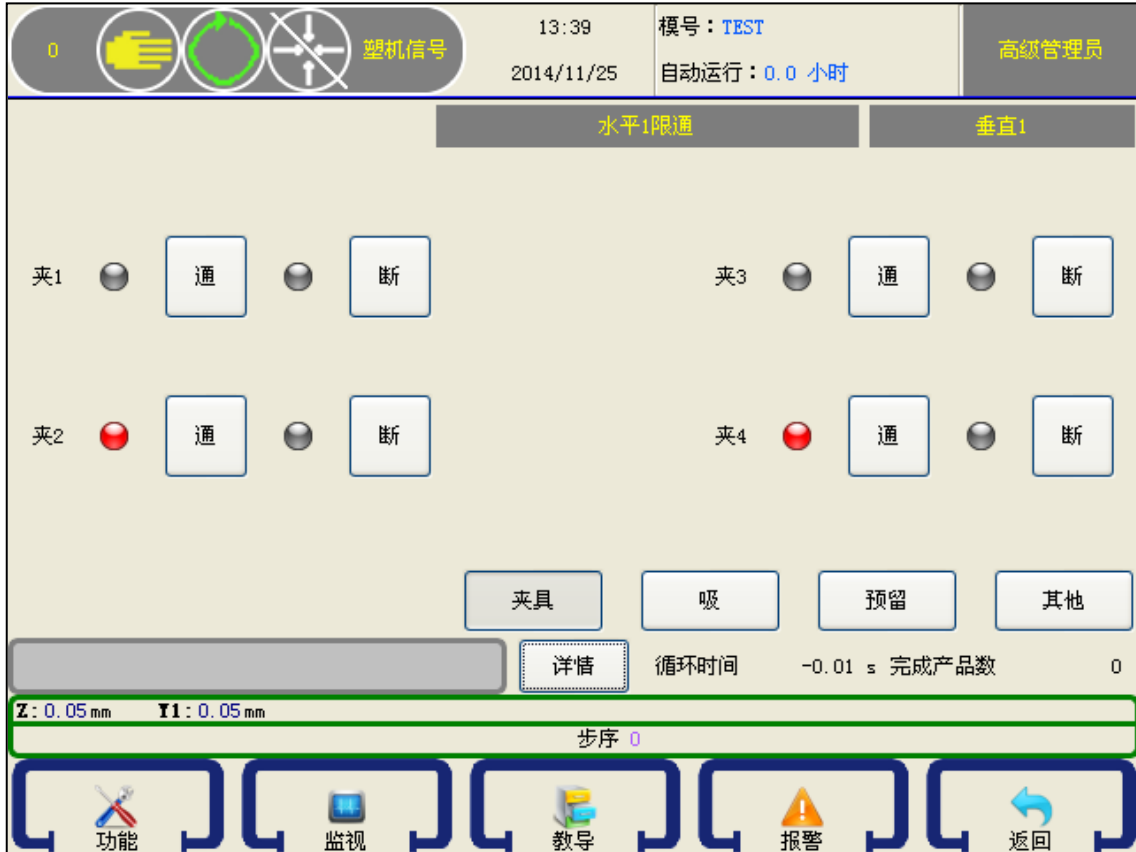 0 塑机信号
13:39
2014/11/25
模号：TEST
自动运行：0.0 小时
高级管理员
水平1限通 垂直1
夹1 通 断 夹3 通 断
夹2 通 断 夹4 通 断
夹具 吸 预留 其他
详情 循环时间 -0.01 s 完成产品数 0
Z:0.05mm Y1:0.05mm
步序 0
功能 监视 教导 报警 返回